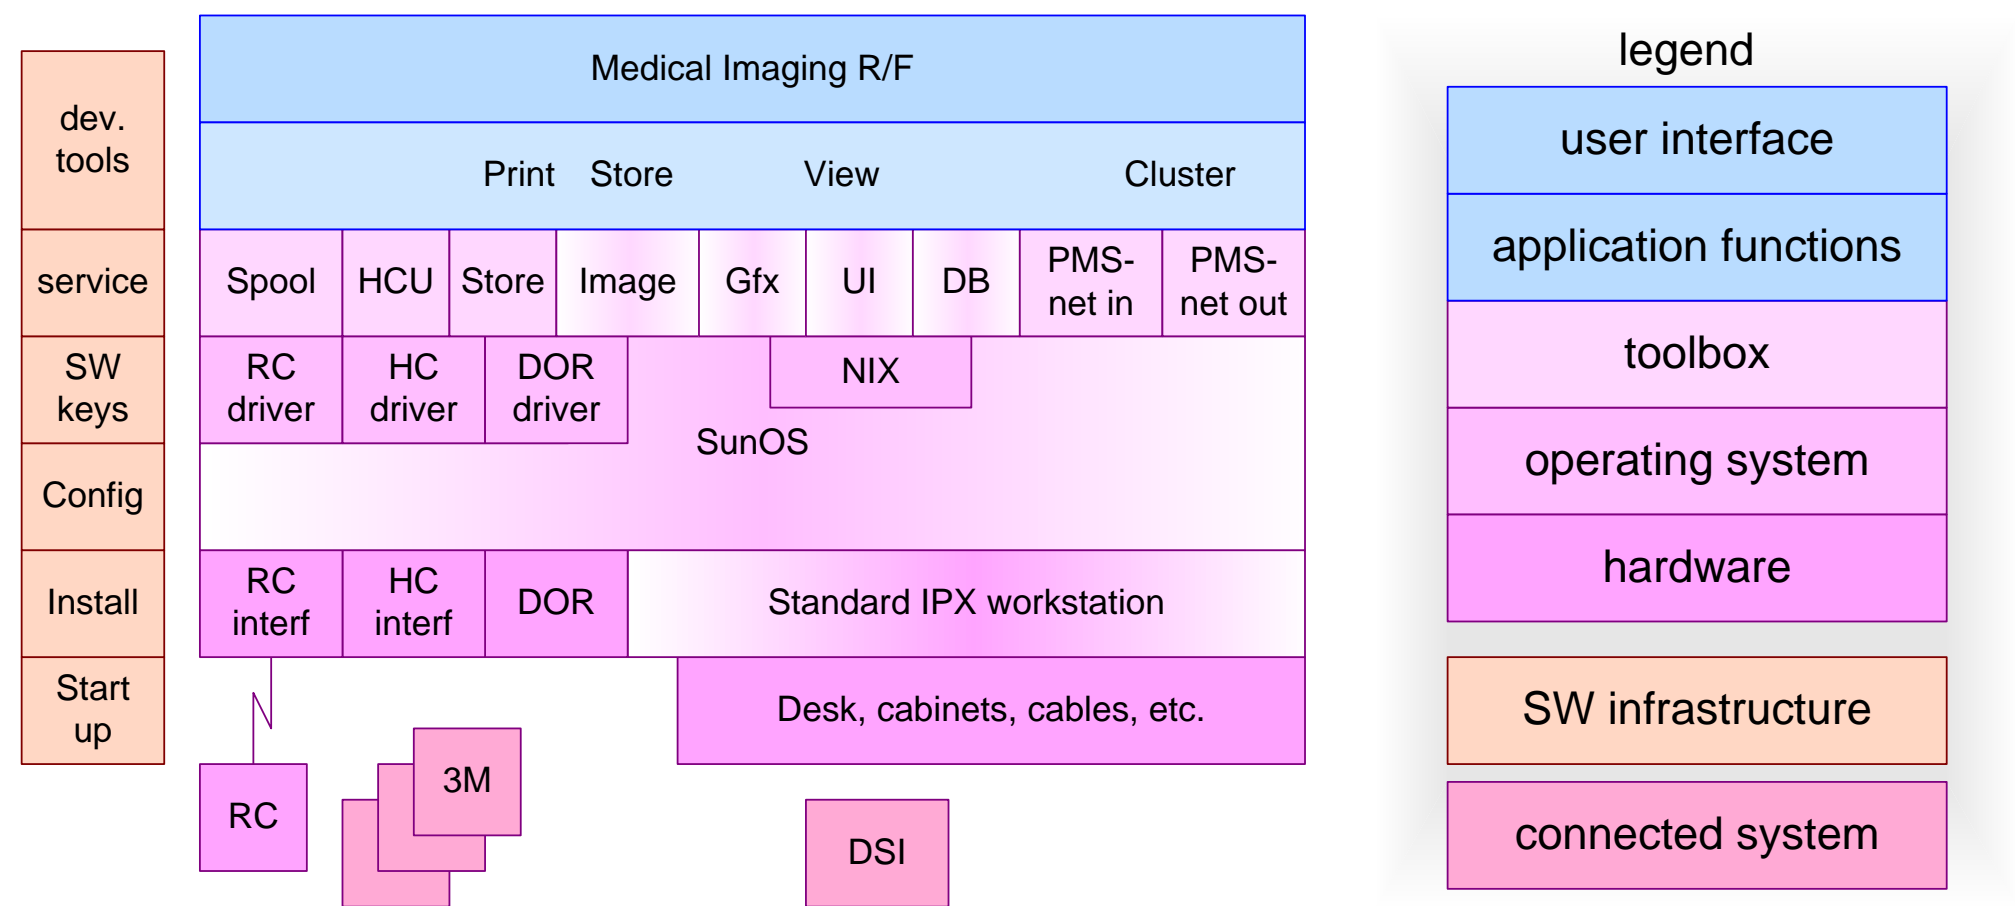 legend
Medical Imaging R/F
user interface
dev.
tools
Print Store View Cluster
application functions
service
Spool
HCU
Store
Image
Gfx
UI
DB
PMS-
net in
PMS-
net out
toolbox
SW
keys
RC
driver
HC
driver
DOR
driver
NIX
SunOS
operating system
Config
Install
RC
interf
HC
interf
DOR
Standard IPX workstation
hardware
Start
up
Desk, cabinets, cables, etc.
SW infrastructure
RC
3M
DSI
connected system